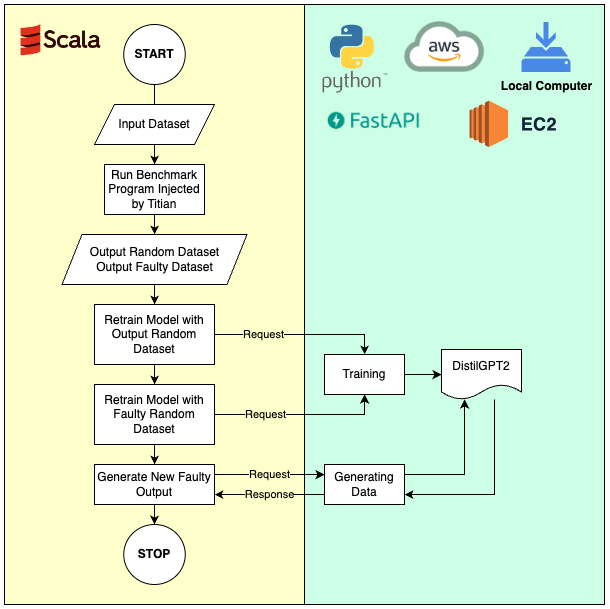 Scala
START
Input Dataset
Run Benchmark
Program Injected
by Titian
Output Random Dataset
Output Faulty Dataset
Retrain Model with
Output Random
Dataset
Retrain Model with
Faulty Random
Dataset
Generate New Faulty
Output
STOP
python™
aws
Local Computer
FastAPI
EC2
Request
Training
DistilGPT2
Request
Request
Response
Generating
Data